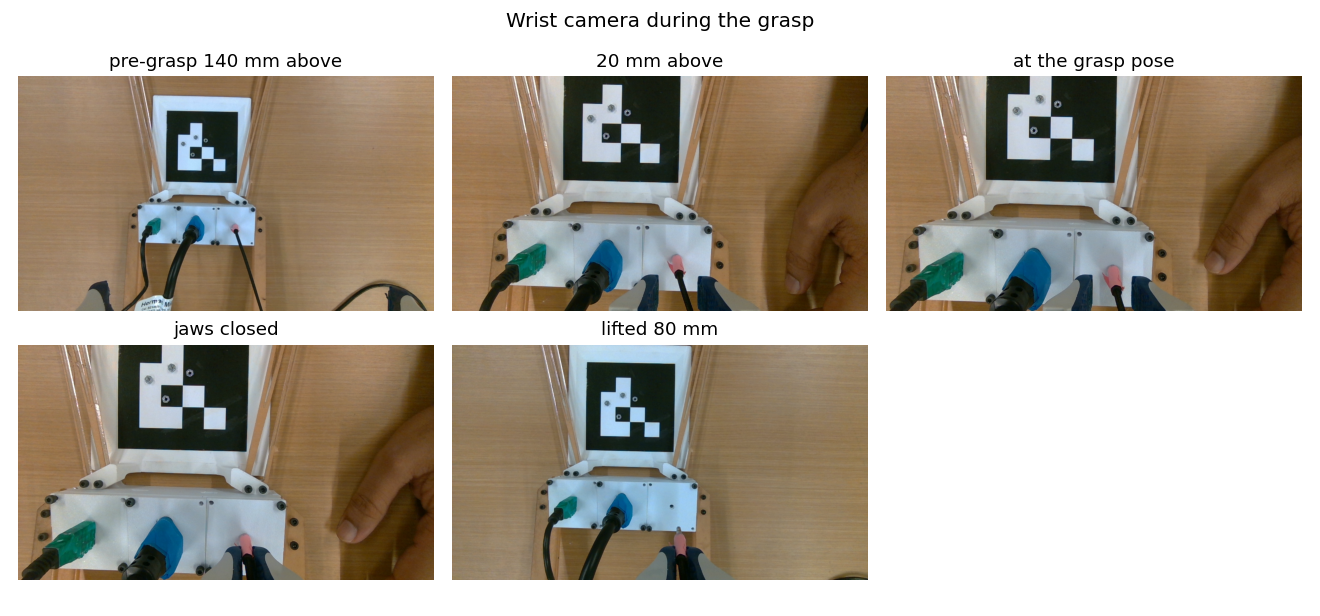 Wrist camera during the grasp
pre-grasp 140 mm above
20 mm above
at the grasp pose
jaws closed
lifted 80 mm